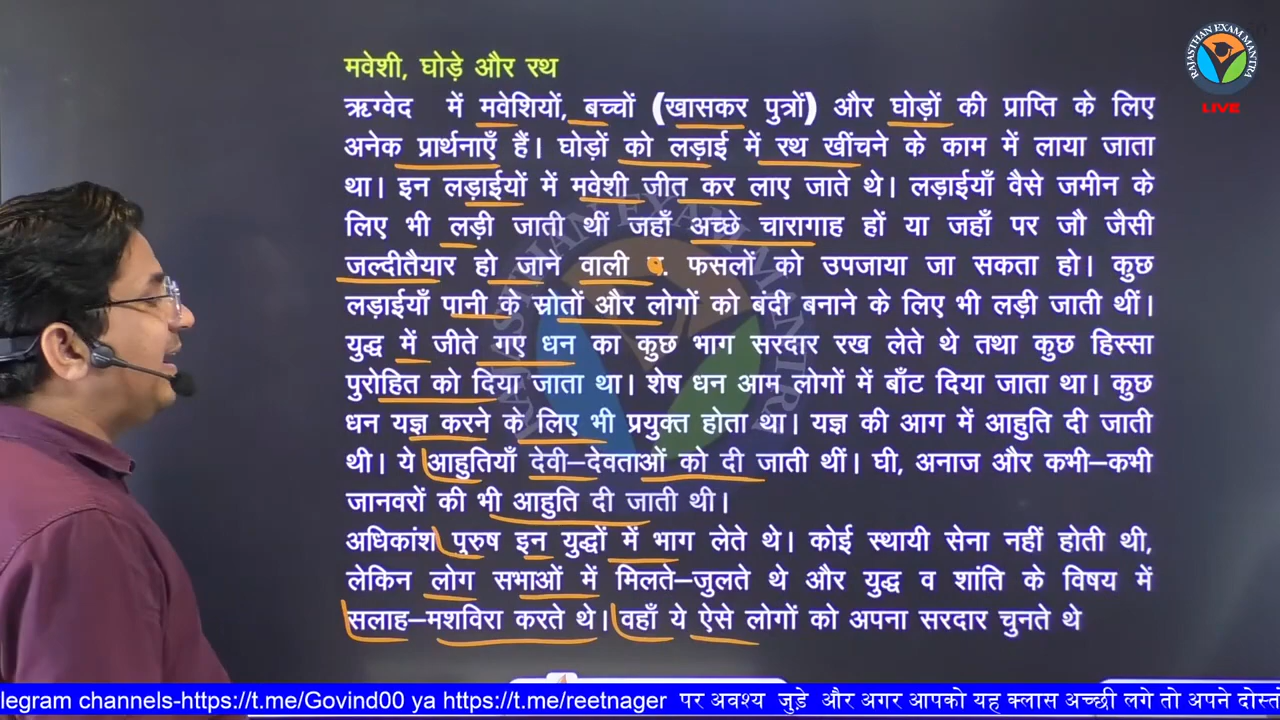 मवेशी, घोड़े और रथ
ऋग्वेद में मवेशियों, बच्चों (खासकर पुत्रों) और घोड़ों की प्राप्ति के लिए
अनेक प्रार्थनाएँ हैं। घोड़ों को लड़ाई में रथ खींचने के काम में लाया जाता
था। इन लड़ाईयों में मवेशी जीत कर लाए जाते थे। लड़ाईयाँ वैसे जमीन के
लिए भी लड़ी जाती थीं जहाँ अच्छे चारागाह हों या जहाँ पर जौ जैसी
जल्दीतैयार हो जाने वाली फसलों को उपजाया जा सकता हो। कुछ
लड़ाईयाँ पानी के स्रोतों और लोगों को बंदी बनाने के लिए भी लड़ी जाती थीं।
युद्ध में जीते गए धन का कुछ भाग सरदार रख लेते थे तथा कुछ हिस्सा
पुरोहित को दिया जाता था। शेष धन आम लोगों में बाँट दिया जाता था। कुछ
धन यज्ञ करने के लिए भी प्रयुक्त होता था। यज्ञ की आग में आहुति दी जाती
थी। ये आहुतियाँ देवी–देवताओं को दी जाती थीं। घी, अनाज और कभी–कभी
जानवरों की भी आहुति दी जाती थी।
अधिकांश पुरुष इन युद्धों में भाग लेते थे। कोई स्थायी सेना नहीं होती थी,
लेकिन लोग सभाओं में मिलते–जुलते थे और युद्ध व शांति के विषय में
सलाह–मशविरा करते थे। वहाँ ये ऐसे लोगों को अपना सरदार चुनते थे
RAJASTHAN EXAM MANTRA
LIVE
RAJASTHAN EXAM MANTRA
elegram channels-https://t.me/Govind00 ya https://t.me/reetnager पर अवश्य जुड़े और अगर आपको यह क्लास अच्छी लगे तो अपने दोस्त